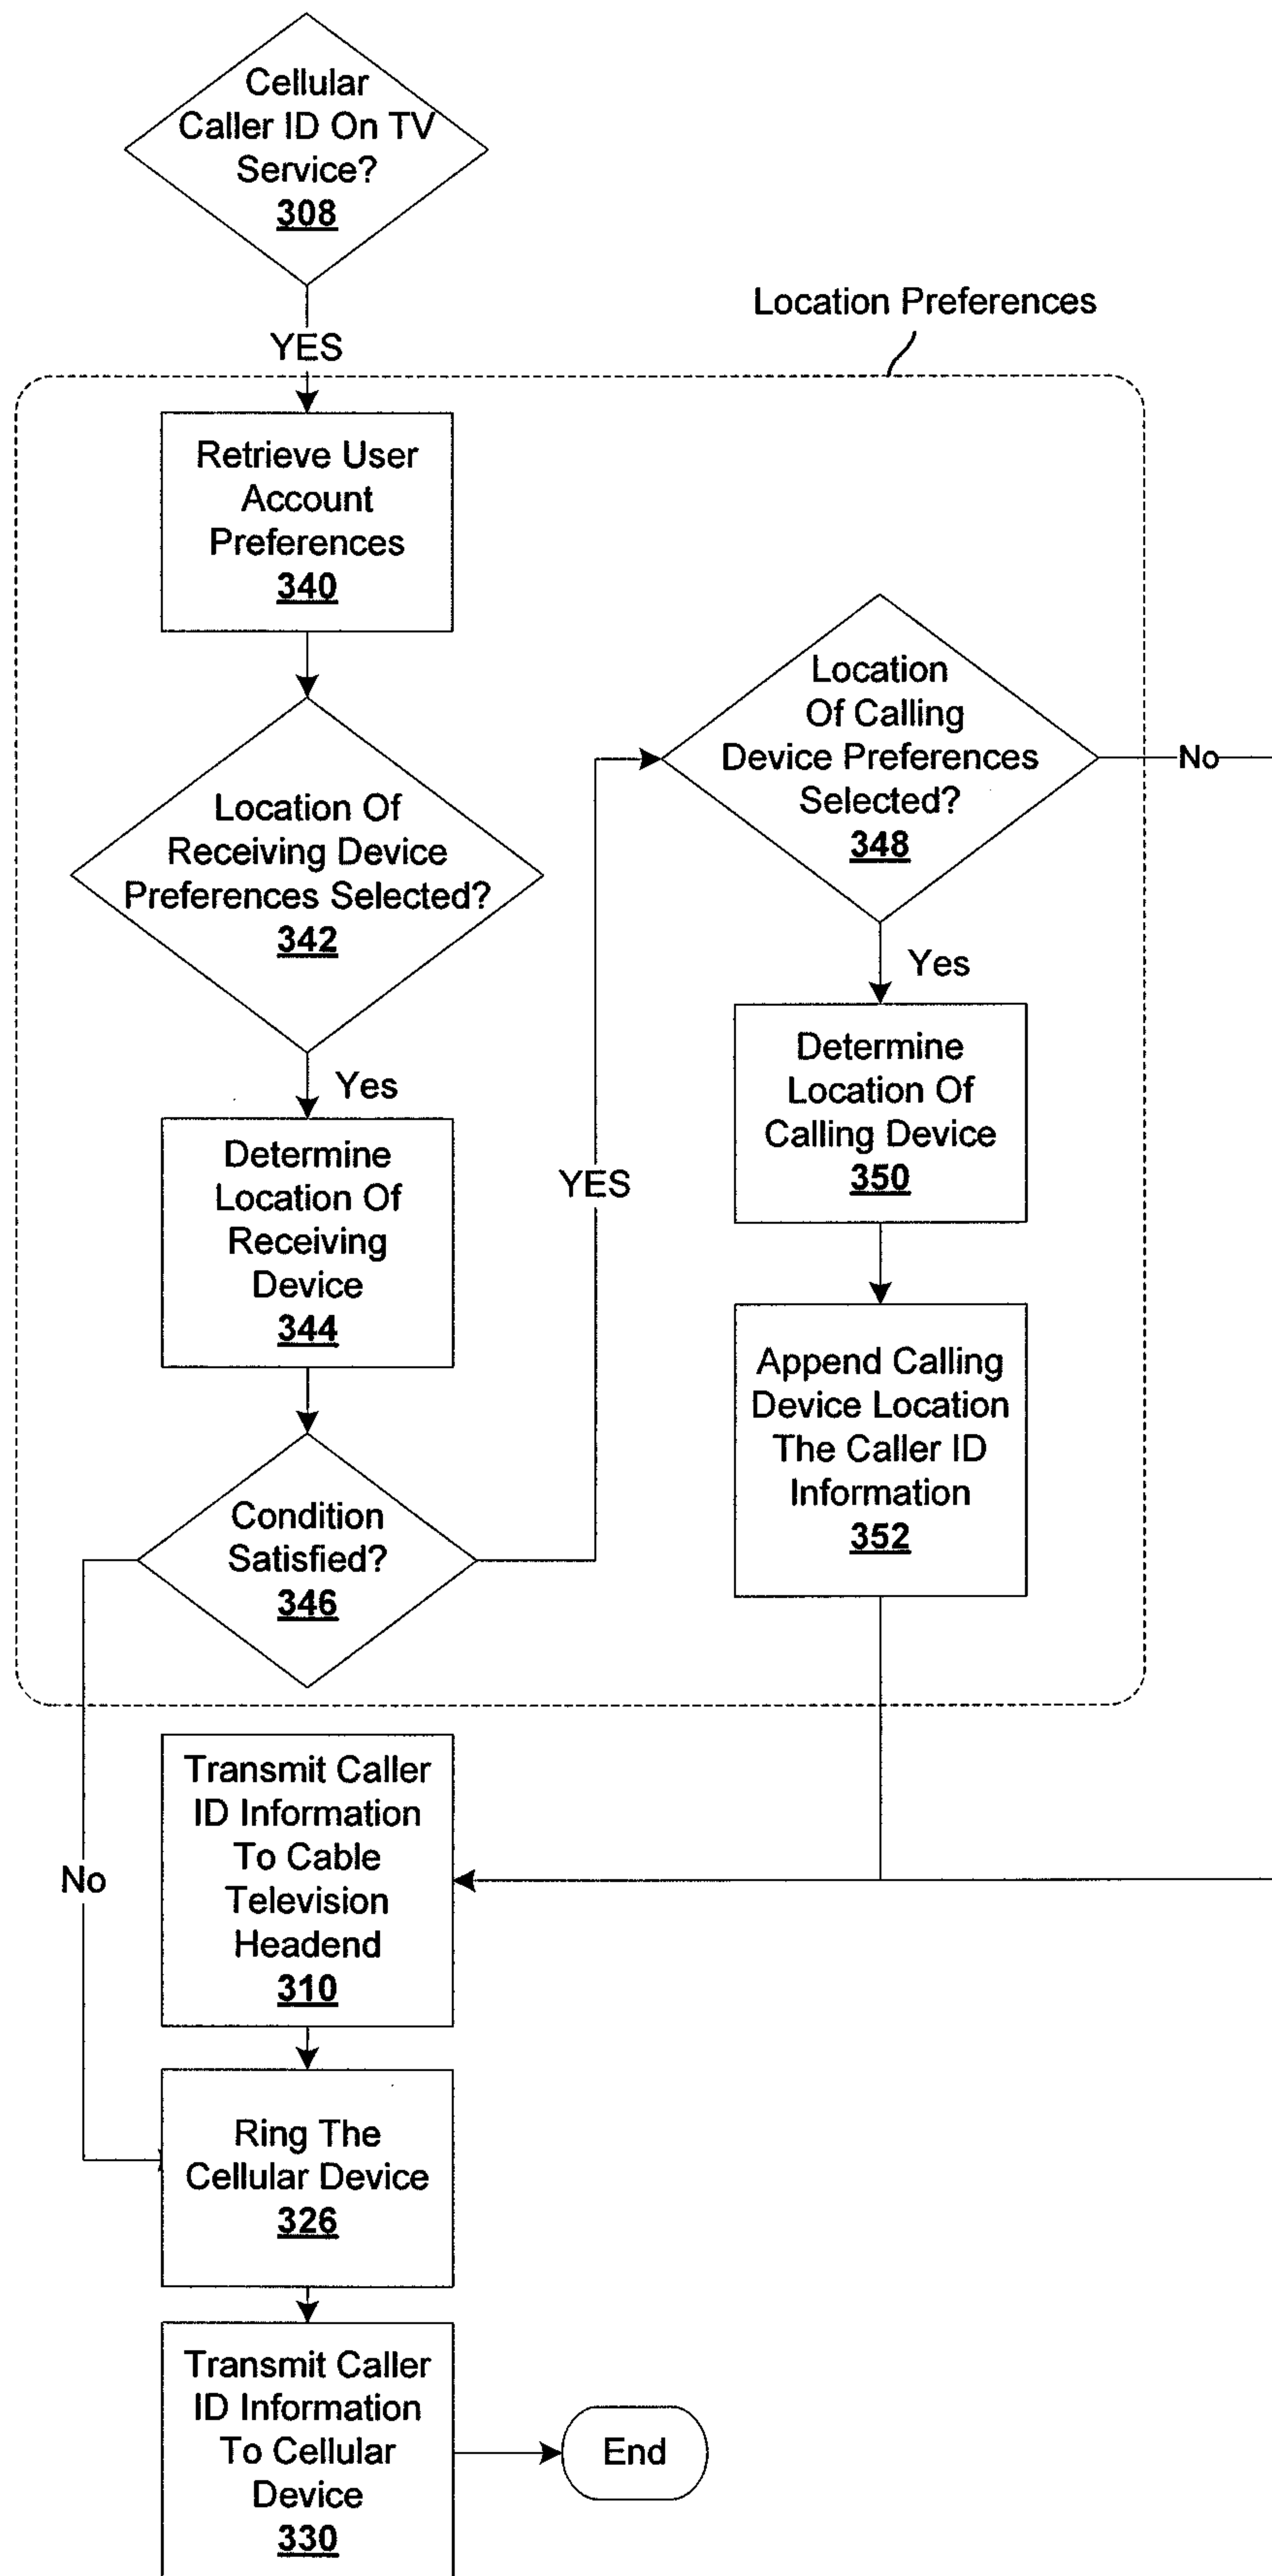 Cellular
Caller ID On TV
Service?
308
YES
Location Preferences
Retrieve User
Account
Preferences
340
Location Of
Receiving Device
Preferences Selected?
342
Yes
Determine
Location Of
Receiving
Device
344
Condition
Satisfied?
346
YES
Location
Of Calling
Device Preferences
Selected?
348
No
Yes
Determine
Location Of
Calling Device
350
Append Calling
Device Location
The Caller ID
Information
352
No
Transmit Caller
ID Information
To Cable
Television
Headend
310
Ring The
Cellular Device
326
Transmit Caller
ID Information
To Cellular
Device
330
End